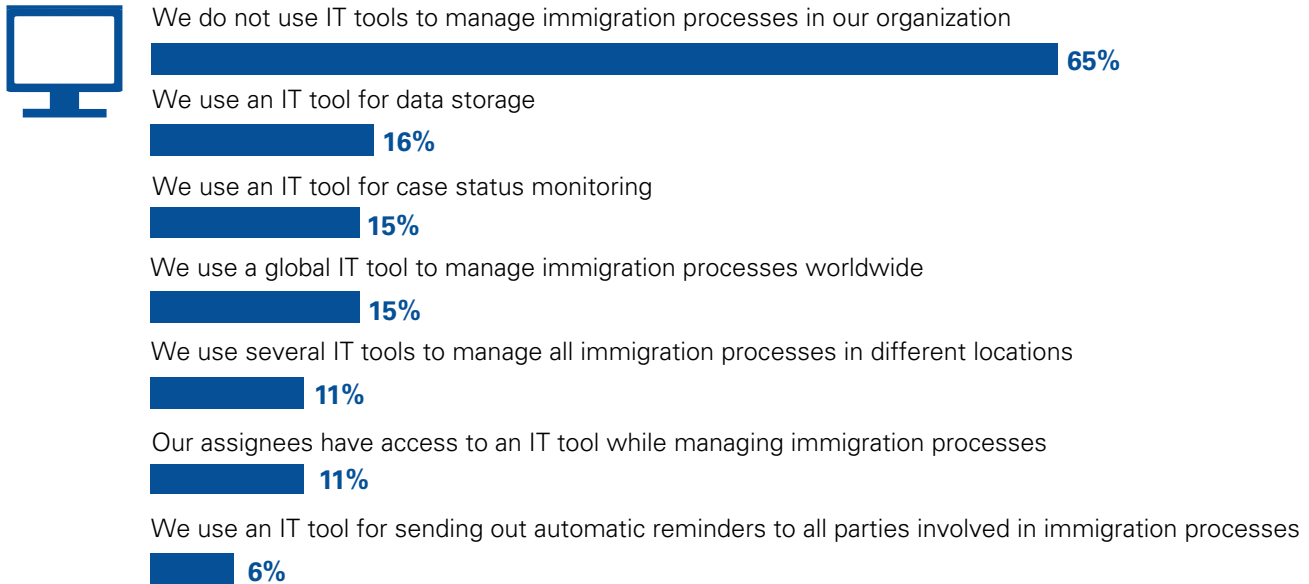 We do not use IT tools to manage immigration processes in our organization
65%
We use an IT tool for data storage
16%
We use an IT tool for case status monitoring
15%
We use a global IT tool to manage immigration processes worldwide
15%
We use several IT tools to manage all immigration processes in different locations
11%
Our assignees have access to an IT tool while managing immigration processes
11%
We use an IT tool for sending out automatic reminders to all parties involved in immigration processes
6%